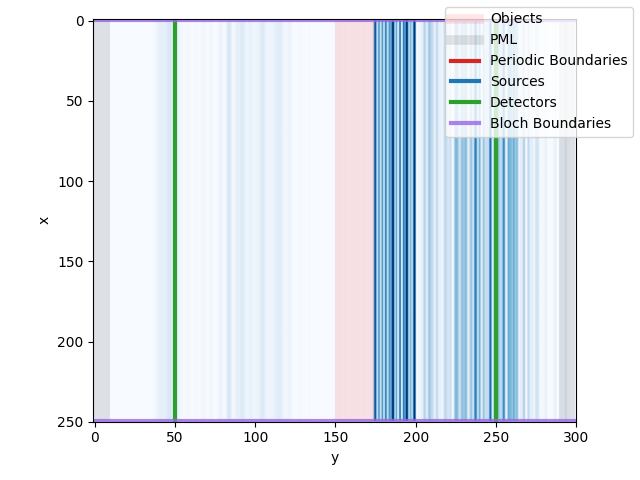 Objects
PML
Periodic Boundaries
Sources
Detectors
Bloch Boundaries
0
50
100
150
200
250
x
0 50 100 150 200 250 300
y